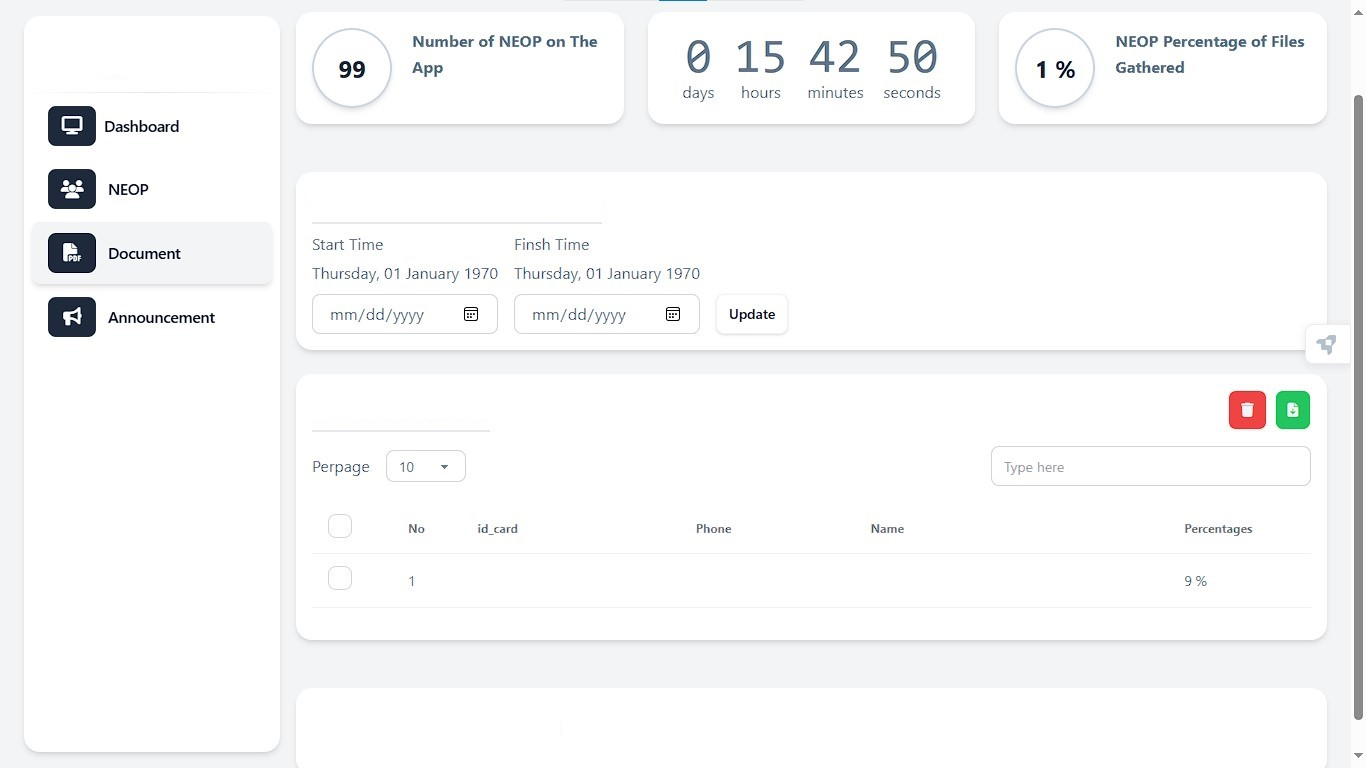 Dashboard
NEOP
PDF
Document
Announcement
99
Number of NEOP on The
App
0 15 42 50
days hours minutes seconds
1 %
NEOP Percentage of Files
Gathered
Start Time
Finsh Time
Thursday, 01 January 1970
Thursday, 01 January 1970
mm/dd/yyyy
mm/dd/yyyy
Update
Perpage 10
Type here
No id_card Phone Name Percentages
1 9 %